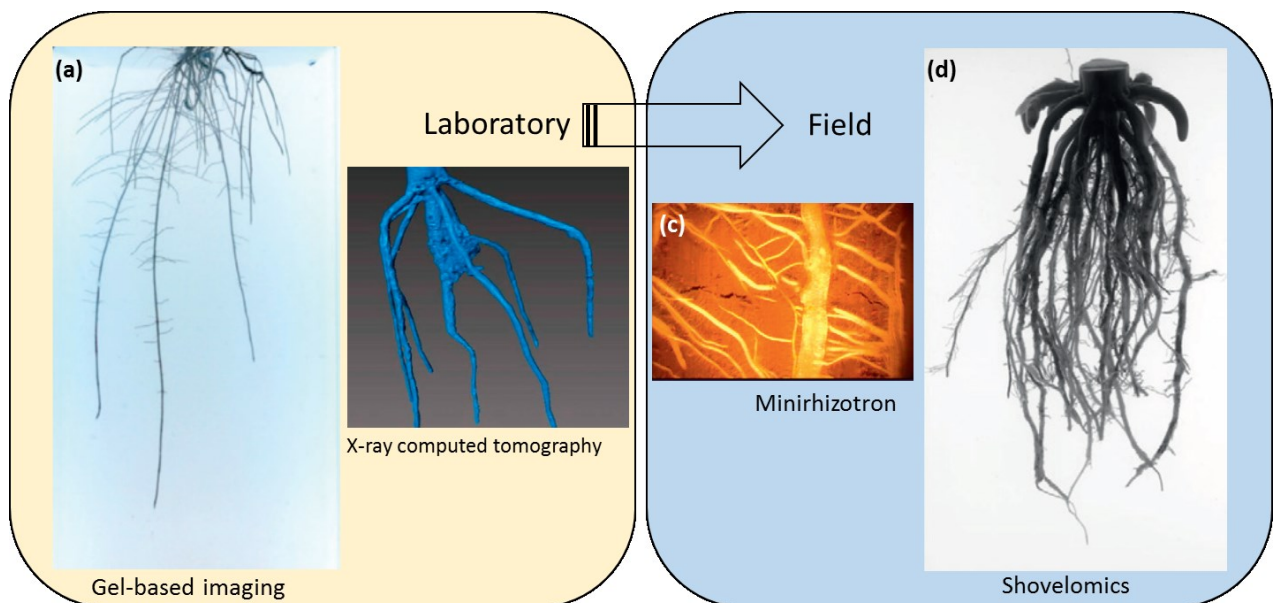 (a)
Laboratory
Field
(d)
(c)
Minirhizotron
X-ray computed tomography
Gel-based imaging
Shovelomics